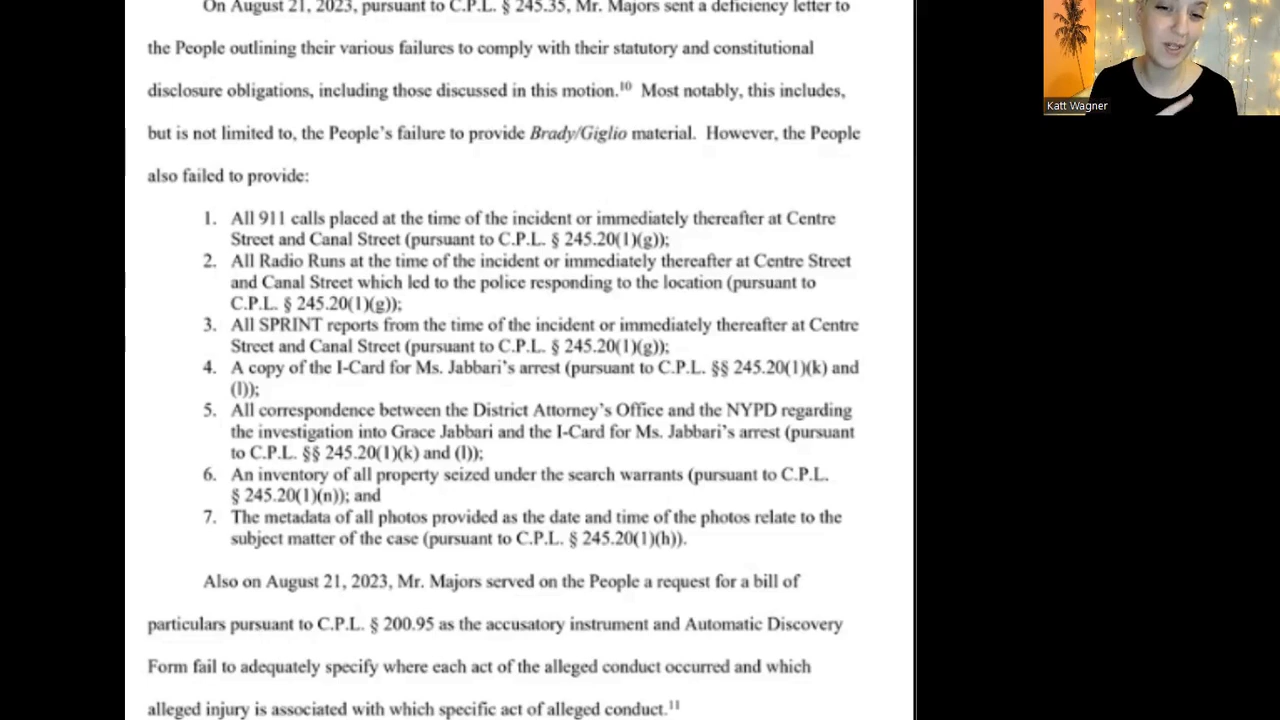 On August 21, 2023, pursuant to C.P.L. § 245.35, Mr. Majors sent a deficiency letter to
the People outlining their various failures to comply with their statutory and constitutional
disclosure obligations, including those discussed in this motion.¹⁰ Most notably, this includes,
but is not limited to, the People's failure to provide Brady/Giglio material. However, the People
also failed to provide:
1. All 911 calls placed at the time of the incident or immediately thereafter at Centre
Street and Canal Street (pursuant to C.P.L. § 245.20(1)(g));
2. All Radio Runs at the time of the incident or immediately thereafter at Centre Street
and Canal Street which led to the police responding to the location (pursuant to
C.P.L. § 245.20(1)(g));
3. All SPRINT reports from the time of the incident or immediately thereafter at Centre
Street and Canal Street (pursuant to C.P.L. § 245.20(1)(g));
4. A copy of the I-Card for Ms. Jabbari's arrest (pursuant to C.P.L. §§ 245.20(1)(k) and
(l));
5. All correspondence between the District Attorney's Office and the NYPD regarding
the investigation into Grace Jabbari and the I-Card for Ms. Jabbari's arrest (pursuant
to C.P.L. §§ 245.20(1)(k) and (l));
6. An inventory of all property seized under the search warrants (pursuant to C.P.L.
§ 245.20(1)(n)); and
7. The metadata of all photos provided as the date and time of the photos relate to the
subject matter of the case (pursuant to C.P.L. § 245.20(1)(h)).
Also on August 21, 2023, Mr. Majors served on the People a request for a bill of
particulars pursuant to C.P.L. § 200.95 as the accusatory instrument and Automatic Discovery
Form fail to adequately specify where each act of the alleged conduct occurred and which
alleged injury is associated with which specific act of alleged conduct.¹¹
Katt Wagner